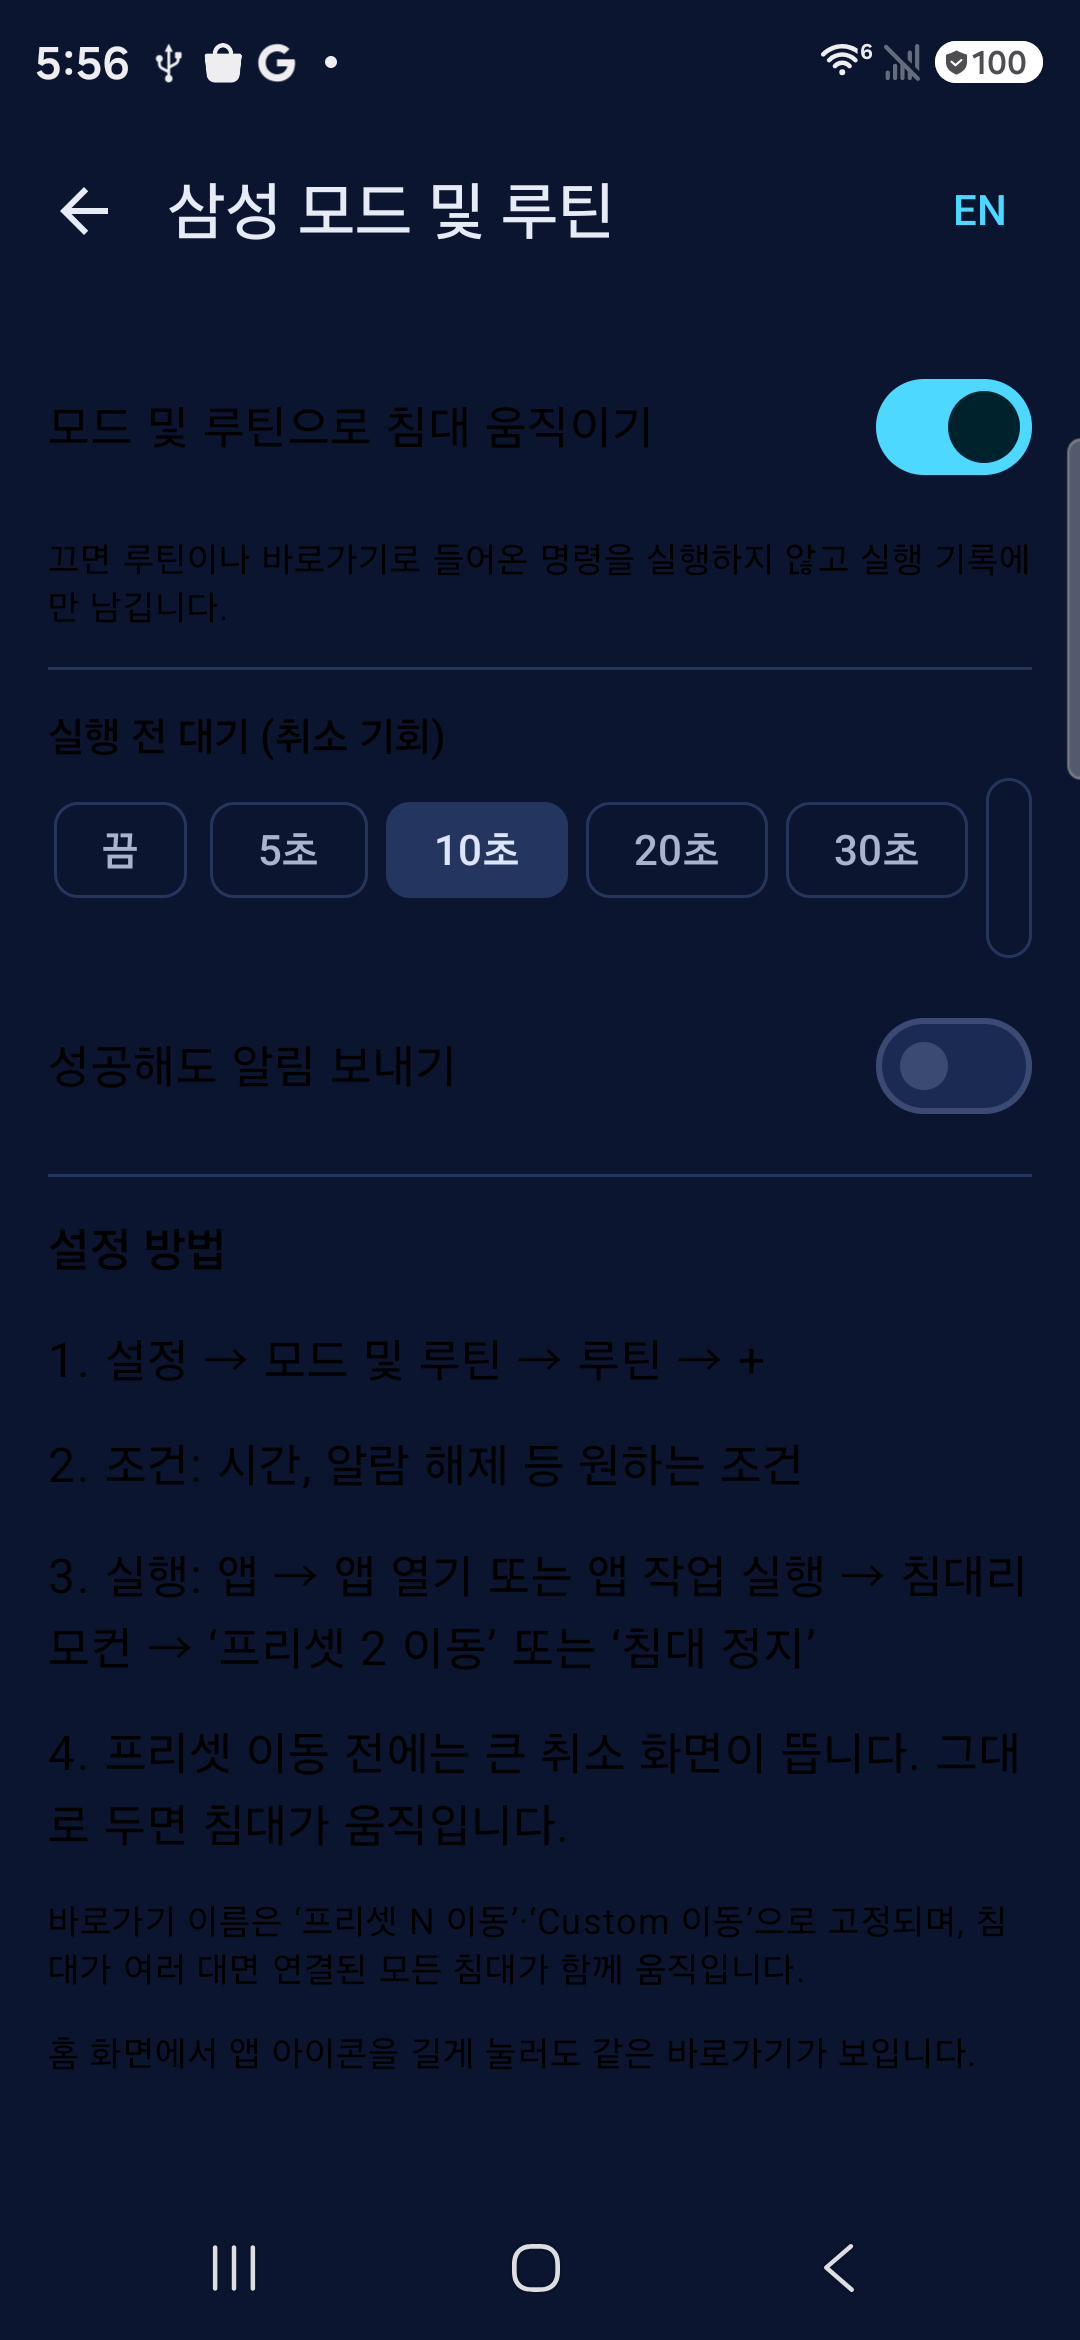 5:56
6
100
삼성 모드 및 루틴
EN
모드 및 루틴으로 침대 움직이기
끄면 루틴이나 바로가기로 들어온 명령을 실행하지 않고 실행 기록에
만 남깁니다.
실행 전 대기 (취소 기회)
끔
5초
10초
20초
30초
성공해도 알림 보내기
설정 방법
1. 설정 → 모드 및 루틴 → 루틴 → +
2. 조건: 시간, 알람 해제 등 원하는 조건
3. 실행: 앱 → 앱 열기 또는 앱 작업 실행 → 침대리
모컨 → ‘프리셋 2 이동’ 또는 ‘침대 정지’
4. 프리셋 이동 전에는 큰 취소 화면이 뜹니다. 그대
로 두면 침대가 움직입니다.
바로가기 이름은 ‘프리셋 N 이동’·‘Custom 이동’으로 고정되며, 침
대가 여러 대면 연결된 모든 침대가 함께 움직입니다.
홈 화면에서 앱 아이콘을 길게 눌러도 같은 바로가기가 보입니다.